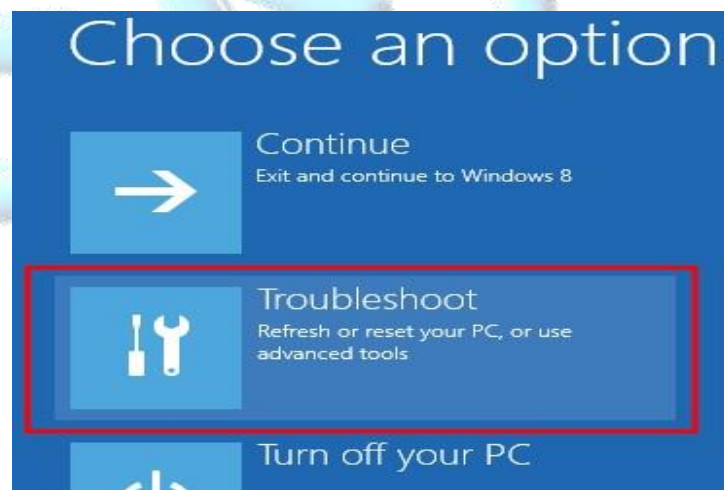 Choose an option
Continue
Exit and continue to Windows 8
Troubleshoot
Refresh or reset your PC, or use
advanced tools
Turn off your PC